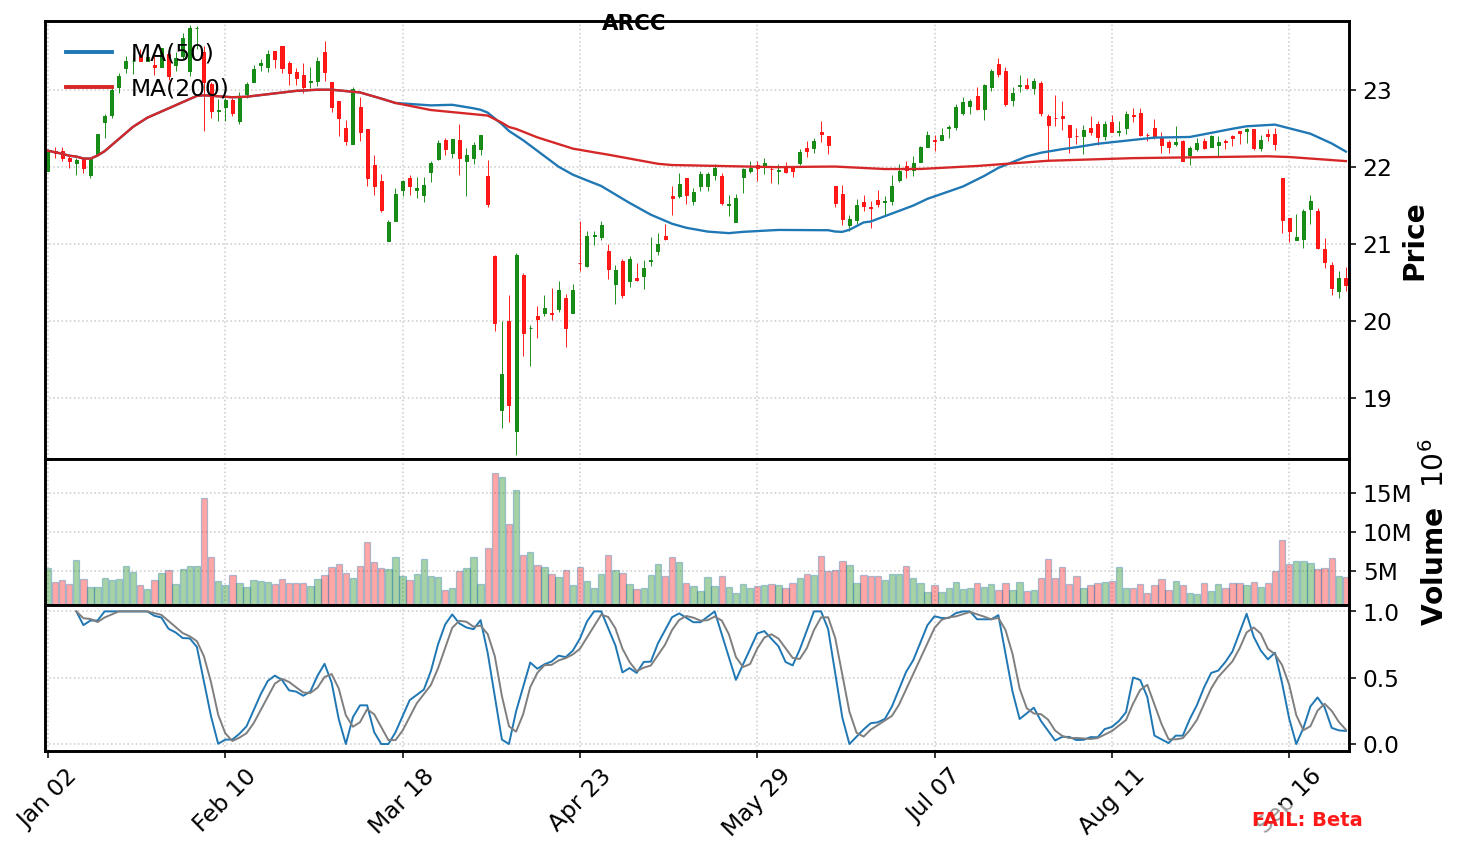 ARCC
MA(50)
MA(200)
23
22
21
20
19
Price
15M
10M
5M
Volume 10^6
1.0
0.5
0.0
Jan 02
Feb 10
Mar 18
Apr 23
May 29
Jul 07
Aug 11
Sep 16
FAIL: Beta